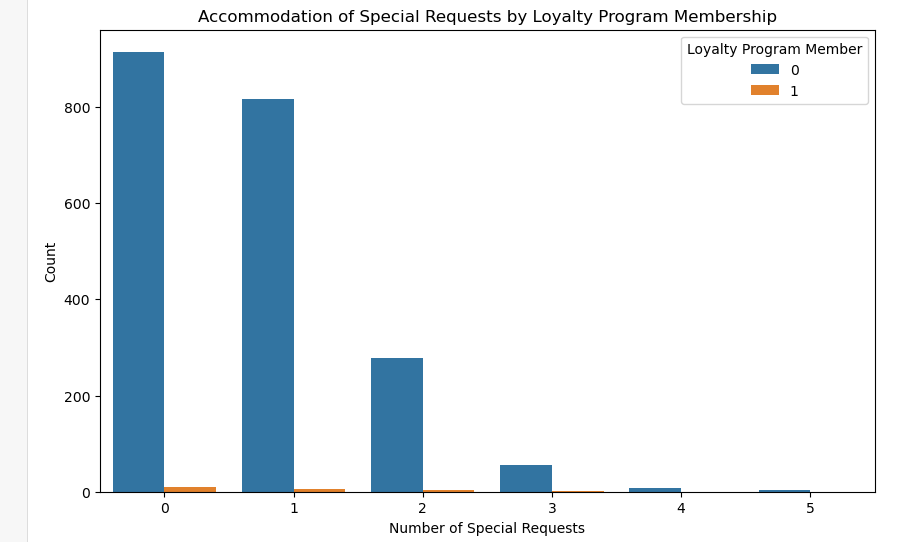 Accommodation of Special Requests by Loyalty Program Membership
Loyalty Program Member
0
1
800
600
400
200
0
Count
0 1 2 3 4 5
Number of Special Requests